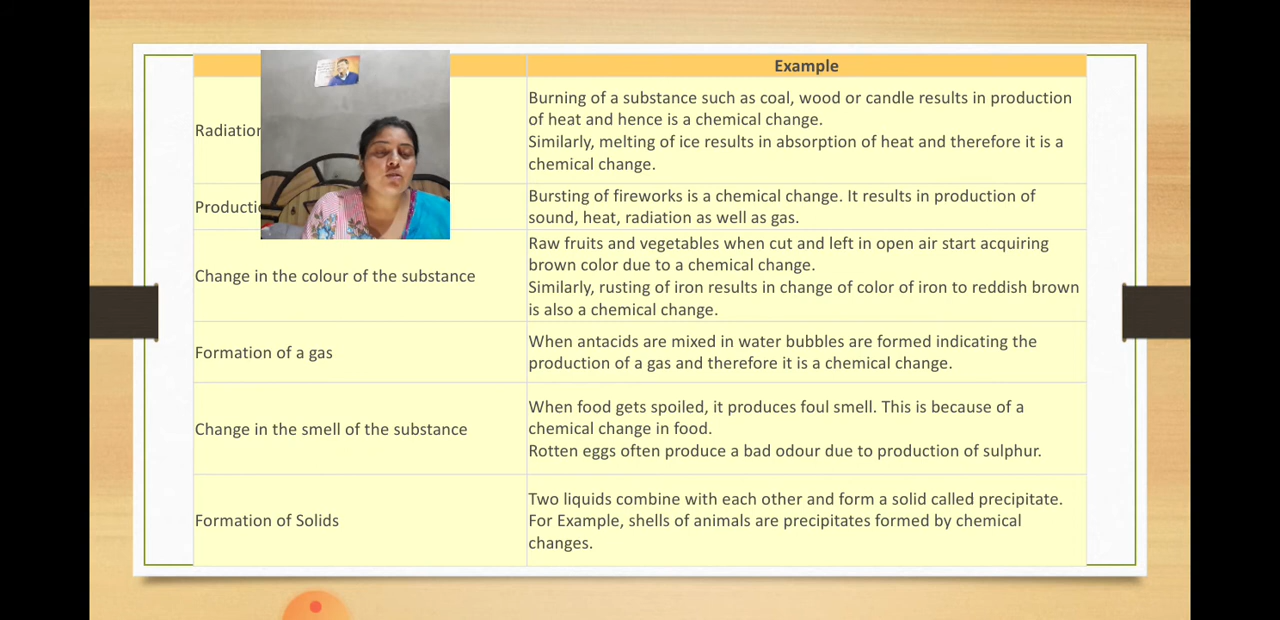 Example
Burning of a substance such as coal, wood or candle results in production
of heat and hence is a chemical change.
Similarly, melting of ice results in absorption of heat and therefore it is a
chemical change.
Bursting of fireworks is a chemical change. It results in production of
sound, heat, radiation as well as gas.
Change in the colour of the substance
Raw fruits and vegetables when cut and left in open air start acquiring
brown color due to a chemical change.
Similarly, rusting of iron results in change of color of iron to reddish brown
is also a chemical change.
Formation of a gas
When antacids are mixed in water bubbles are formed indicating the
production of a gas and therefore it is a chemical change.
Change in the smell of the substance
When food gets spoiled, it produces foul smell. This is because of a
chemical change in food.
Rotten eggs often produce a bad odour due to production of sulphur.
Formation of Solids
Two liquids combine with each other and form a solid called precipitate.
For Example, shells of animals are precipitates formed by chemical
changes.